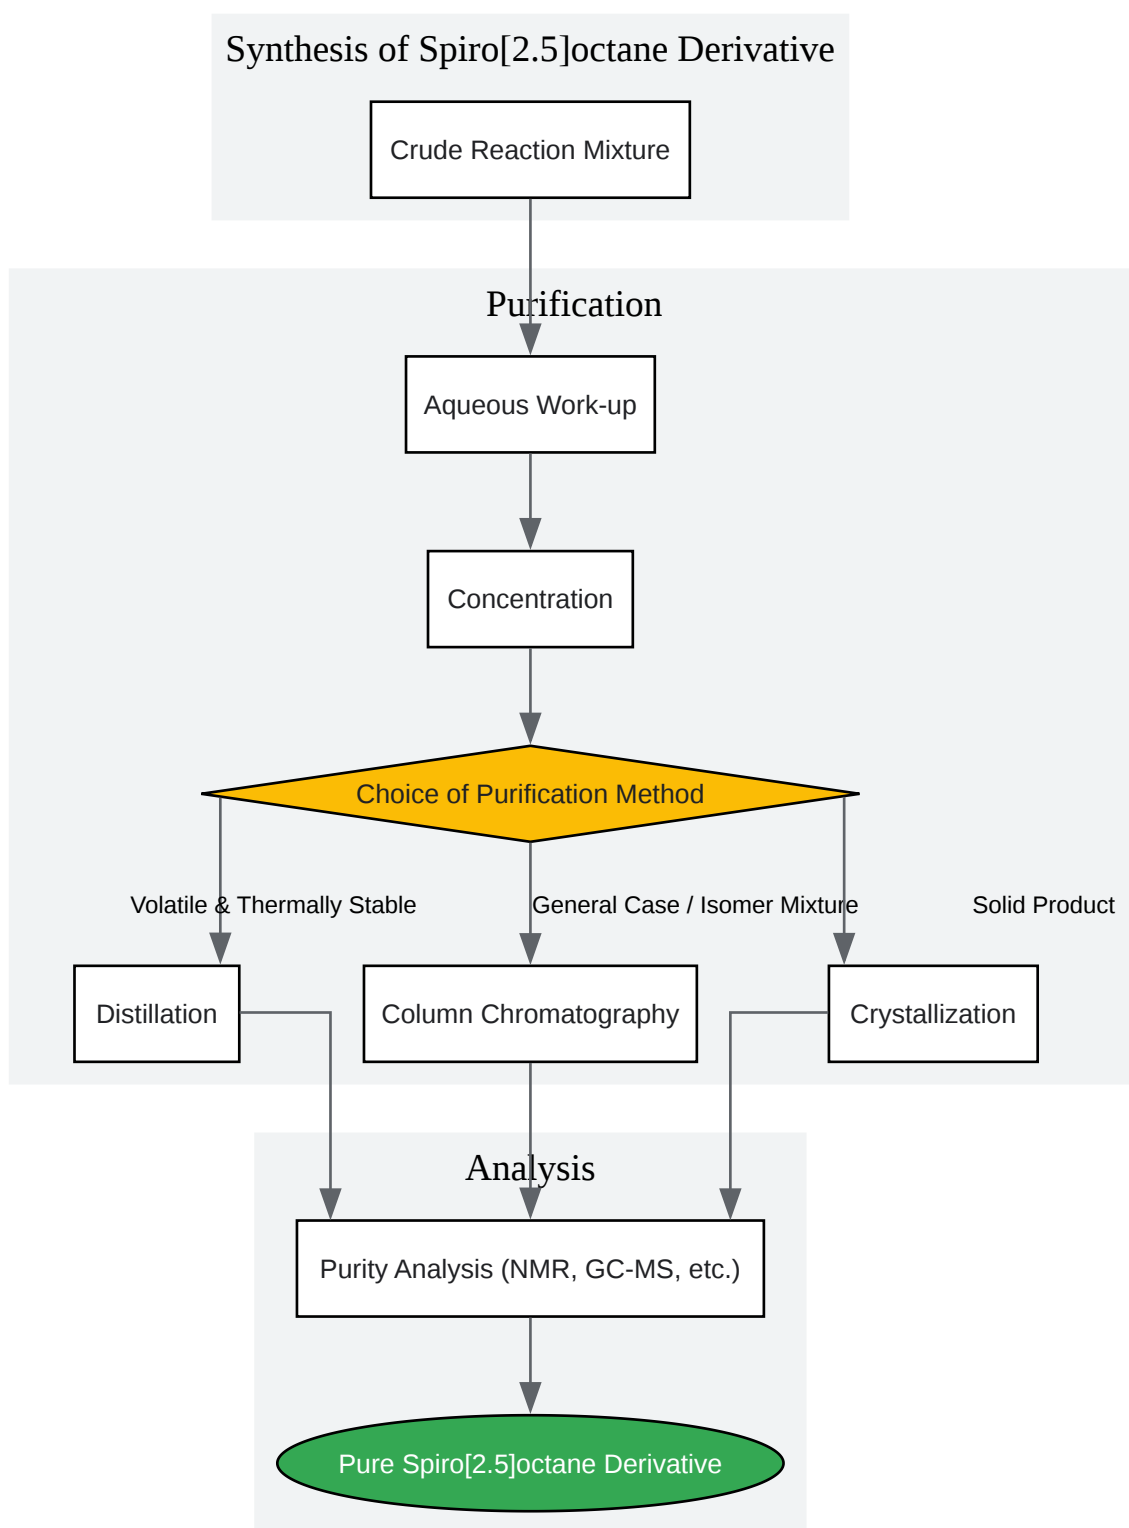 Synthesis of Spiro[2.5]octane Derivative
Crude Reaction Mixture
Purification
Aqueous Work-up
Concentration
Choice of Purification Method
Volatile & Thermally Stable
General Case / Isomer Mixture
Solid Product
Distillation
Column Chromatography
Crystallization
Analysis
Purity Analysis (NMR, GC-MS, etc.)
Pure Spiro[2.5]octane Derivative